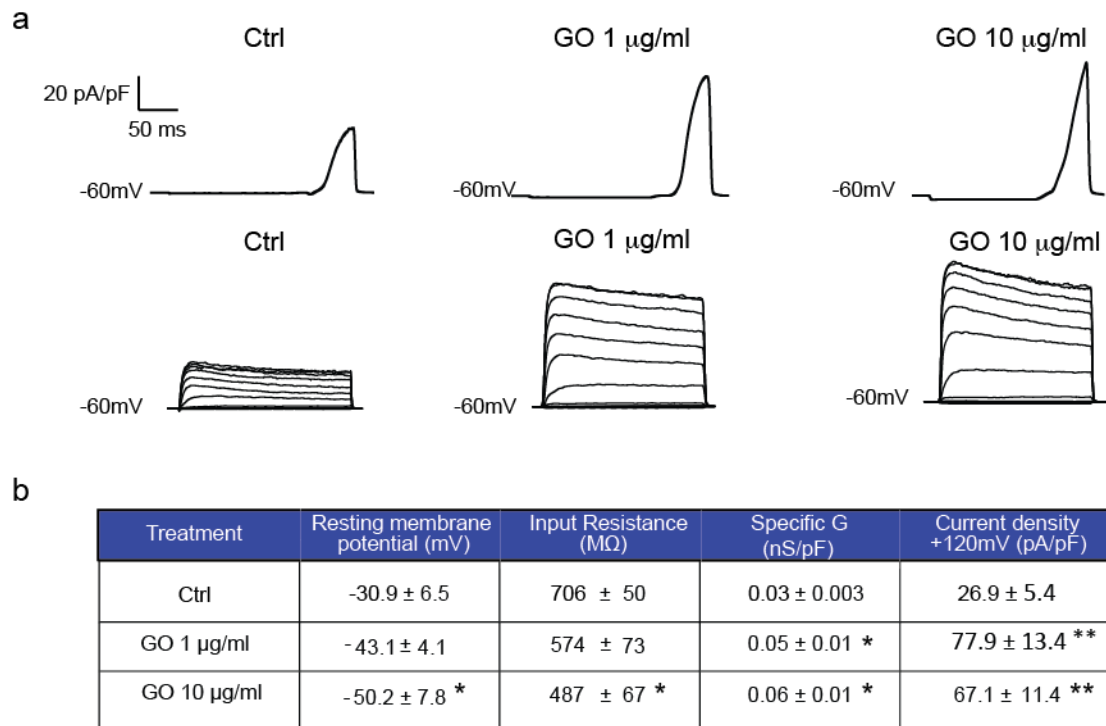 a
Ctrl
GO 1 μg/ml
GO 10 μg/ml
20 pA/pF
50 ms
-60mV
-60mV
-60mV
Ctrl
GO 1 μg/ml
GO 10 μg/ml
-60mV
-60mV
-60mV
b
Treatment
Resting membrane
potential (mV)
Input Resistance
(MΩ)
Specific G
(nS/pF)
Current density
+120mV (pA/pF)
Ctrl
-30.9 ± 6.5
706 ± 50
0.03 ± 0.003
26.9 ± 5.4
GO 1 μg/ml
-43.1 ± 4.1
574 ± 73
0.05 ± 0.01 *
77.9 ± 13.4 **
GO 10 μg/ml
-50.2 ± 7.8 *
487 ± 67 *
0.06 ± 0.01 *
67.1 ± 11.4 **